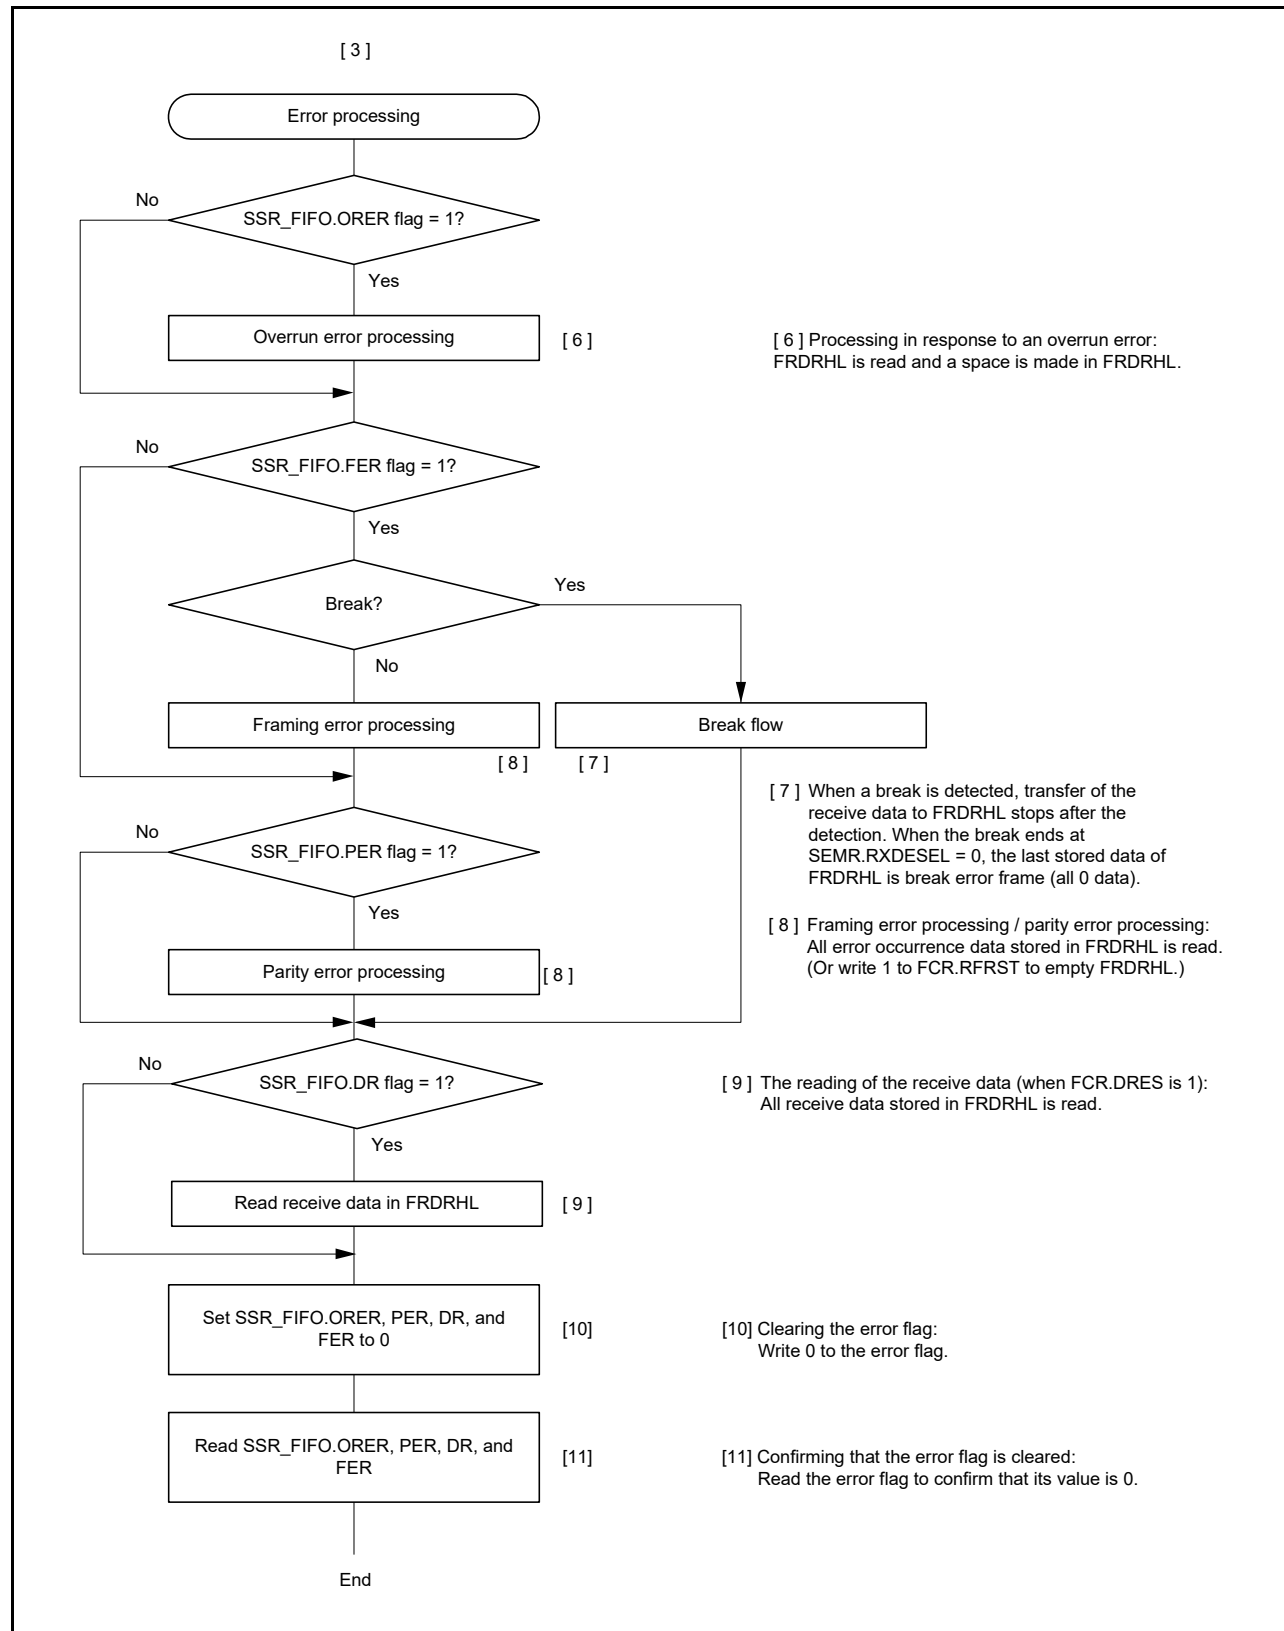 [ 3 ]
Error processing
No
SSR_FIFO.ORER flag = 1?
Yes
Overrun error processing
[ 6 ]
[ 6 ] Processing in response to an overrun error:
FRDRHL is read and a space is made in FRDRHL.
No
SSR_FIFO.FER flag = 1?
Yes
Break?
Yes
No
Framing error processing
Break flow
[ 8 ]
[ 7 ]
[ 7 ] When a break is detected, transfer of the
receive data to FRDRHL stops after the
detection. When the break ends at
SEMR.RXDESEL = 0, the last stored data of
FRDRHL is break error frame (all 0 data).
No
SSR_FIFO.PER flag = 1?
Yes
[ 8 ] Framing error processing / parity error processing:
All error occurrence data stored in FRDRHL is read.
(Or write 1 to FCR.RFRST to empty FRDRHL.)
Parity error processing
[ 8 ]
No
SSR_FIFO.DR flag = 1?
Yes
[ 9 ] The reading of the receive data (when FCR.DRES is 1):
All receive data stored in FRDRHL is read.
Read receive data in FRDRHL
[ 9 ]
Set SSR_FIFO.ORER, PER, DR, and
FER to 0
[10]
[10] Clearing the error flag:
Write 0 to the error flag.
Read SSR_FIFO.ORER, PER, DR, and
FER
[11]
[11] Confirming that the error flag is cleared:
Read the error flag to confirm that its value is 0.
End